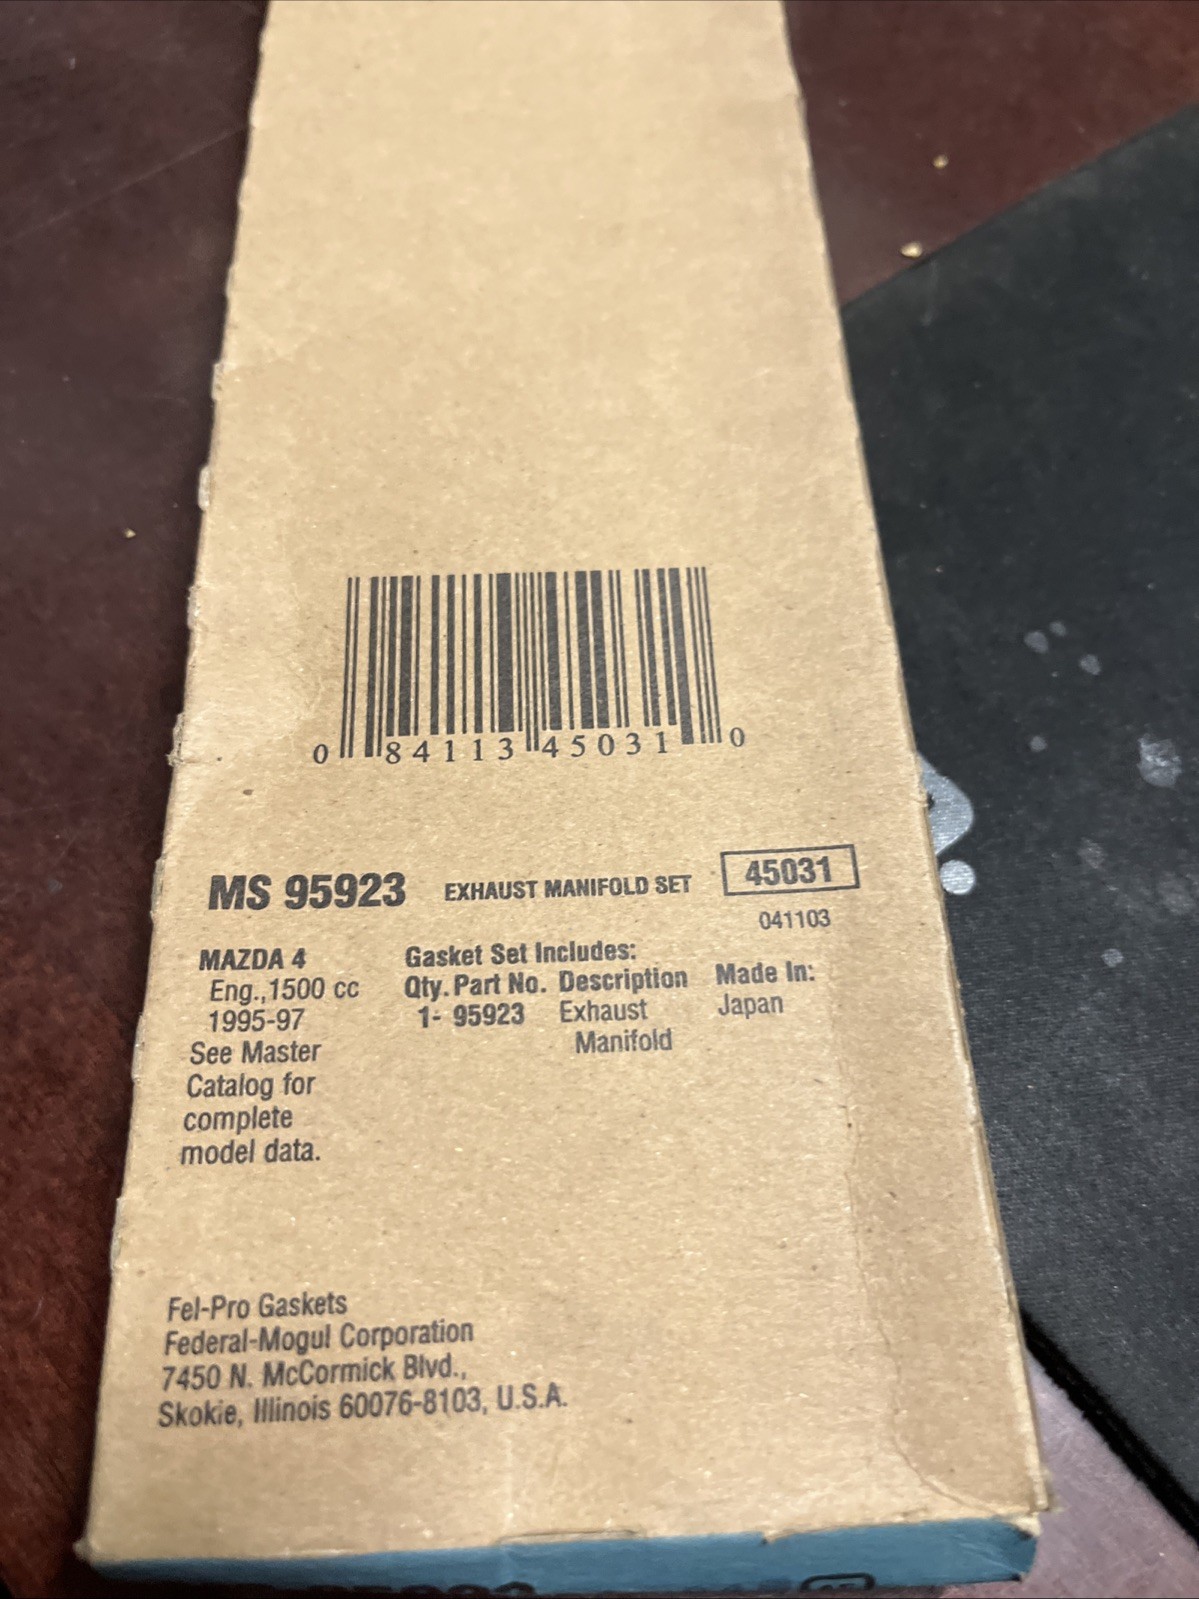 0 84113 45031 0
MS 95923 EXHAUST MANIFOLD SET 45031
041103
MAZDA 4
Eng.,1500 cc
1995-97
See Master
Catalog for
complete
model data.
Gasket Set Includes:
Qty. Part No. Description Made In:
1- 95923 Exhaust Japan
Manifold
Fel-Pro Gaskets
Federal-Mogul Corporation
7450 N. McCormick Blvd.,
Skokie, Illinois 60076-8103, U.S.A.